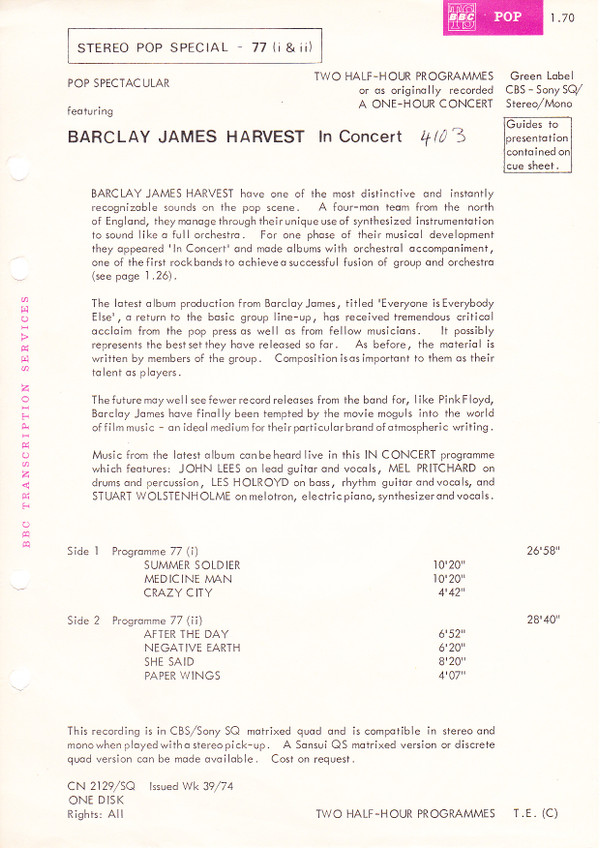 BBC TS POP 1.70
STEREO POP SPECIAL - 77 (i & ii)
POP SPECTACULAR
TWO HALF-HOUR PROGRAMMES
or as originally recorded
A ONE-HOUR CONCERT
Green Label
CBS - Sony SQ/
Stereo/Mono
featuring
BARCLAY JAMES HARVEST In Concert 4103
Guides to
presentation
contained on
cue sheet.
BARCLAY JAMES HARVEST have one of the most distinctive and instantly
recognizable sounds on the pop scene. A four-man team from the north
of England, they manage through their unique use of synthesized instrumentation
to sound like a full orchestra. For one phase of their musical development
they appeared 'In Concert' and made albums with orchestral accompaniment,
one of the first rock bands to achieve a successful fusion of group and orchestra
(see page 1.26).
The latest album production from Barclay James, titled 'Everyone is Everybody
Else', a return to the basic group line-up, has received tremendous critical
acclaim from the pop press as well as from fellow musicians. It possibly
represents the best set they have released so far. As before, the material is
written by members of the group. Composition is as important to them as their
talent as players.
The future may well see fewer record releases from the band for, like Pink Floyd,
Barclay James have finally been tempted by the movie moguls into the world
of film music - an ideal medium for their particular brand of atmospheric writing.
Music from the latest album can be heard live in this IN CONCERT programme
which features: JOHN LEES on lead guitar and vocals, MEL PRITCHARD on
drums and percussion, LES HOLROYD on bass, rhythm guitar and vocals, and
STUART WOLSTENHOLME on melotron, electric piano, synthesizer and vocals.
BBC TRANSCRIPTION SERVICES
Side 1 Programme 77 (i) 26'58"
SUMMER SOLDIER 10'20"
MEDICINE MAN 10'20"
CRAZY CITY 4'42"
Side 2 Programme 77 (ii) 28'40"
AFTER THE DAY 6'52"
NEGATIVE EARTH 6'20"
SHE SAID 8'20"
PAPER WINGS 4'07"
This recording is in CBS/Sony SQ matrixed quad and is compatible in stereo and
mono when played with a stereo pick-up. A Sansui QS matrixed version or discrete
quad version can be made available. Cost on request.
CN 2129/SQ Issued Wk 39/74
ONE DISK
Rights: All TWO HALF-HOUR PROGRAMMES T.E. (C)